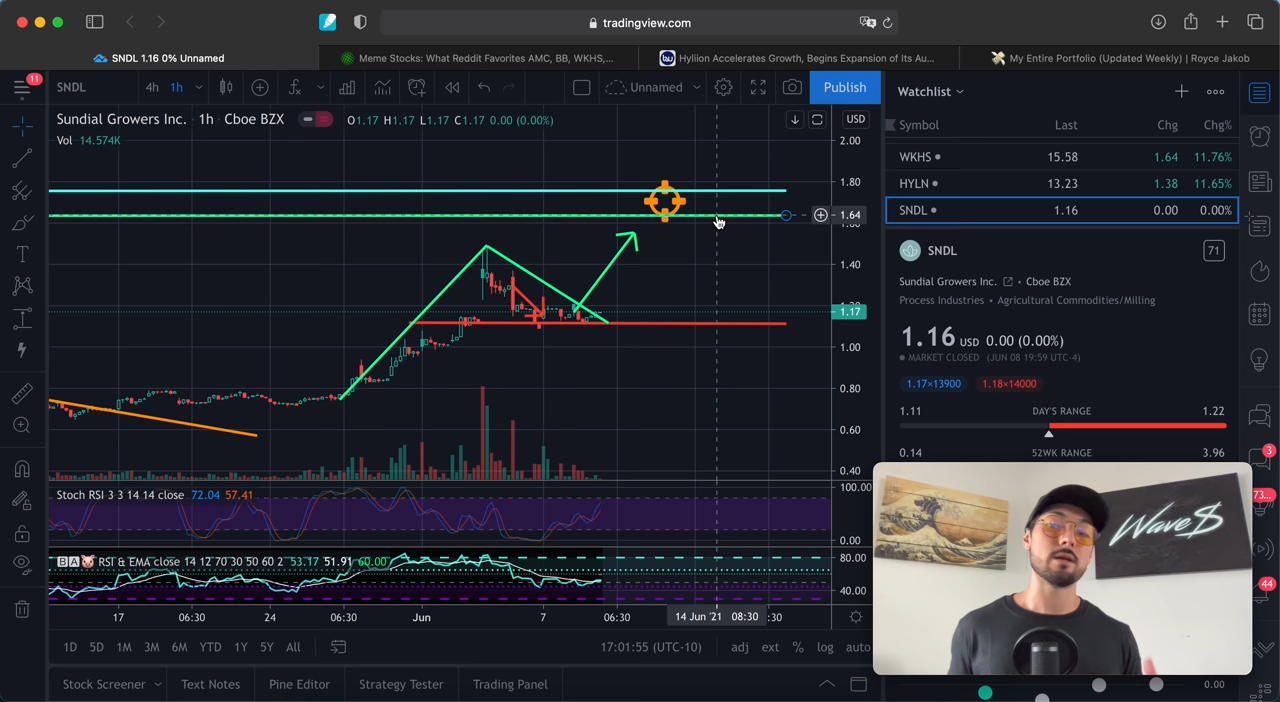 tradingview.com
SNDL 1.16 0% Unnamed
Meme Stocks: What Reddit Favorites AMC, BB, WKHS,...
Hyliion Accelerates Growth, Begins Expansion of Its Au...
My Entire Portfolio (Updated Weekly) | Royce Jakob
11
SNDL
4h 1h
Unnamed
Publish
Watchlist
Sundial Growers Inc. · 1h · Cboe BZX
O1.17 H1.17 L1.17 C1.17 0.00 (0.00%)
USD
Vol 14.574K
Symbol Last Chg Chg%
WKHS 15.58 1.64 11.76%
HYLN 13.23 1.38 11.65%
SNDL 1.16 0.00 0.00%
2.00
1.80
1.64
1.60
1.40
1.20
1.17
1.00
0.80
0.60
0.40
SNDL
71
Sundial Growers Inc. • Cboe BZX
Process Industries • Agricultural Commodities/Milling
1.16 USD 0.00 (0.00%)
MARKET CLOSED (JUN 08 19:59 UTC-4)
1.17×13900 1.18×14000
1.11 DAY'S RANGE 1.22
0.14 52WK RANGE 3.96
Stoch RSI 3 3 14 14 close 72.04 57.41
100.00
0.00
B A RSI & EMA close 14 12 70 30 50 60 2 53.17 51.91 60.00
80.00
40.00
17 06:30 24 06:30 Jun 7 06:30 14 Jun '21 08:30 :30
1D 5D 1M 3M 6M YTD 1Y 5Y All
17:01:55 (UTC-10) adj ext % log auto
Stock Screener Text Notes Pine Editor Strategy Tester Trading Panel
Wave$
3
73...
44
0.00